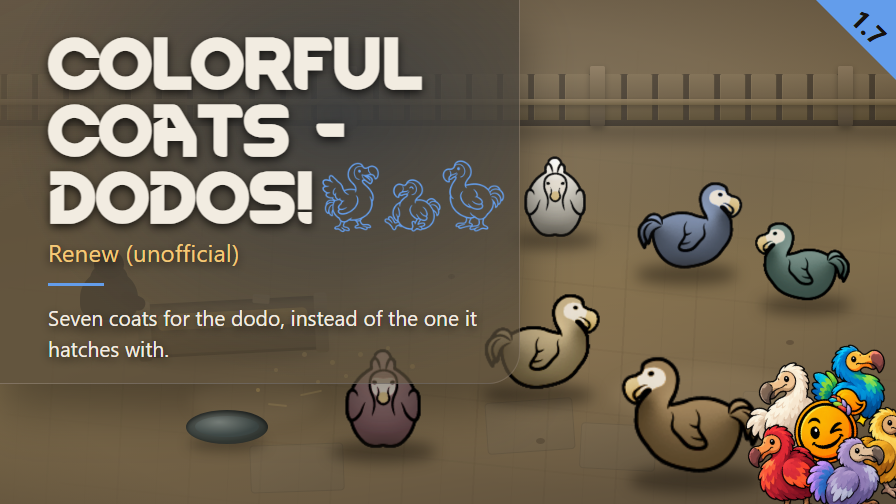 COLORFUL
COATS -
DODOS!
Renew (unofficial)
Seven coats for the dodo, instead of the one it
hatches with.
1.7